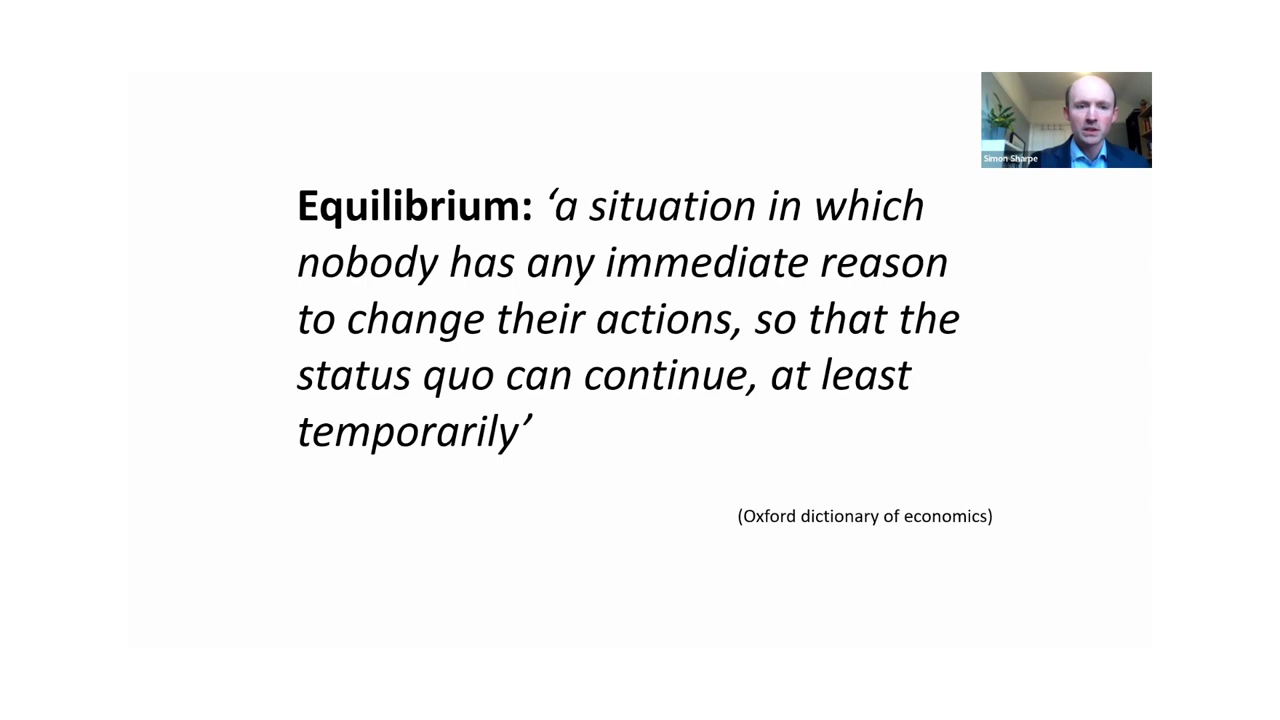 Simon Sharpe
Equilibrium: ‘a situation in which
nobody has any immediate reason
to change their actions, so that the
status quo can continue, at least
temporarily’
(Oxford dictionary of economics)